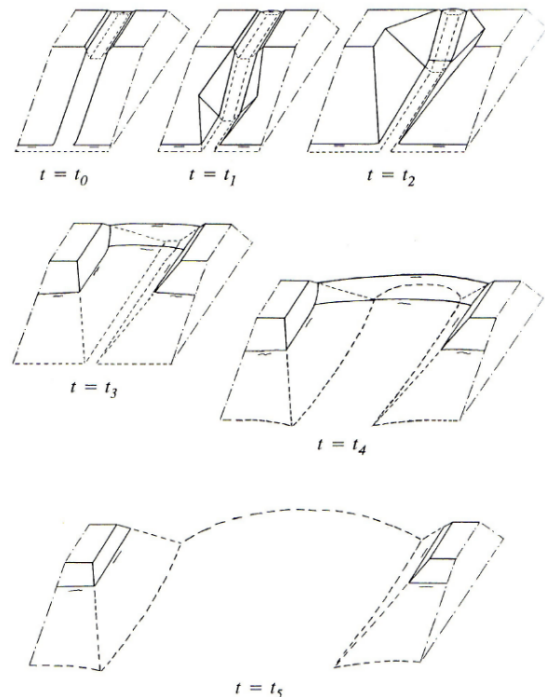 t = t₀
t = t₁
t = t₂
t = t₃
t = t₄
t = t₅